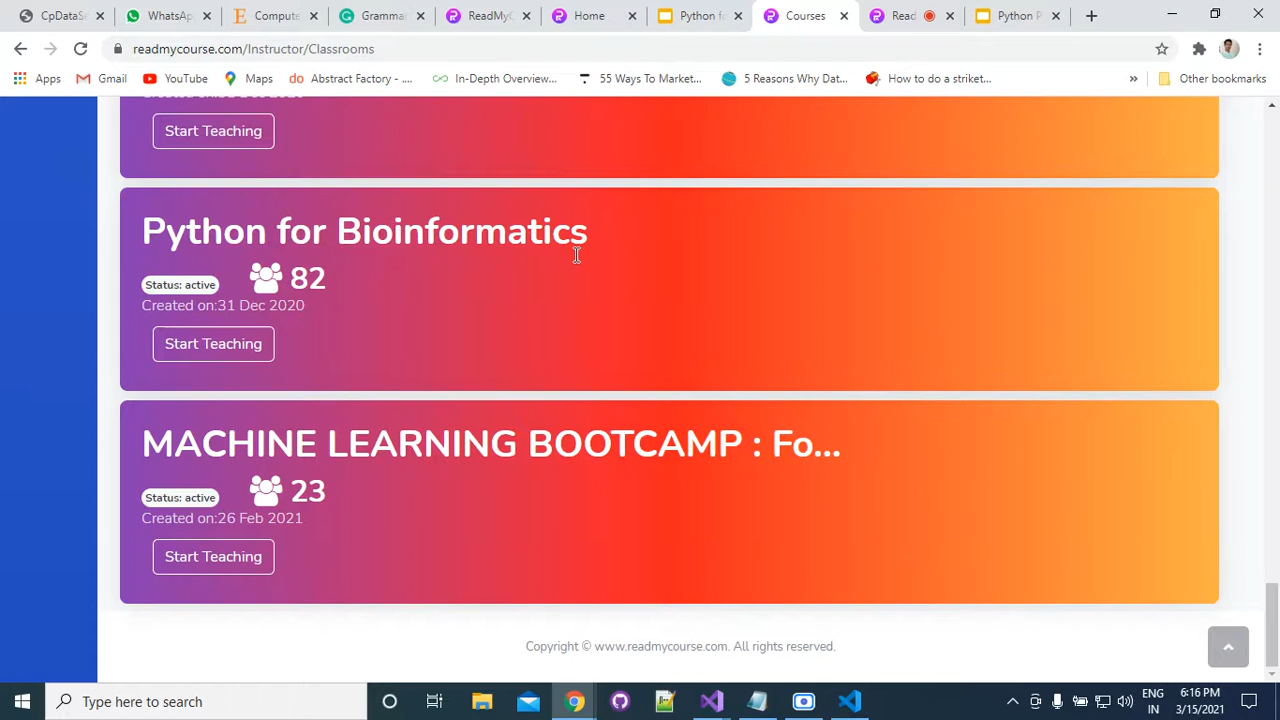 CpDataSe
WhatsAp
Compute
Grammar
ReadMyC
Home
Python fo
Courses
Read
Python P
readmycourse.com/Instructor/Classrooms
Apps
Gmail
YouTube
Maps
Abstract Factory -....
In-Depth Overview...
55 Ways To Market...
5 Reasons Why Dat...
How to do a striket...
»
Other bookmarks
Start Teaching
Python for Bioinformatics
Status: active 82
Created on:31 Dec 2020
Start Teaching
MACHINE LEARNING BOOTCAMP : Fo...
Status: active 23
Created on:26 Feb 2021
Start Teaching
Copyright © www.readmycourse.com. All rights reserved.
Type here to search
ENG
IN
6:16 PM
3/15/2021